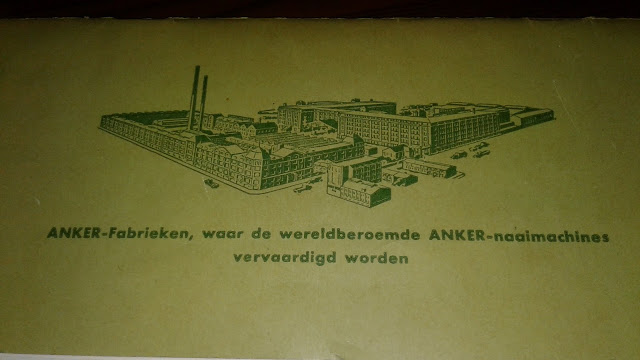 ANKER-Fabrieken, waar de wereldberoemde ANKER-naaimachines
vervaardigd worden